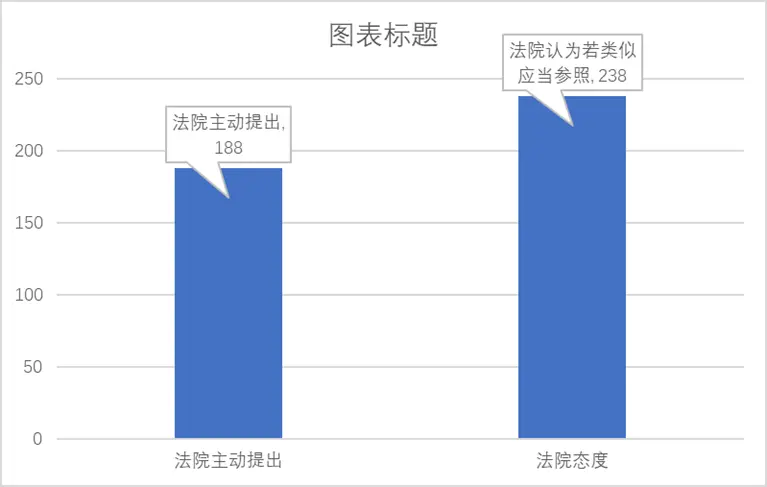 图表标题
法院认为若类似
应当参照, 238
法院主动提出,
188
250
200
150
100
50
0
法院主动提出
法院态度